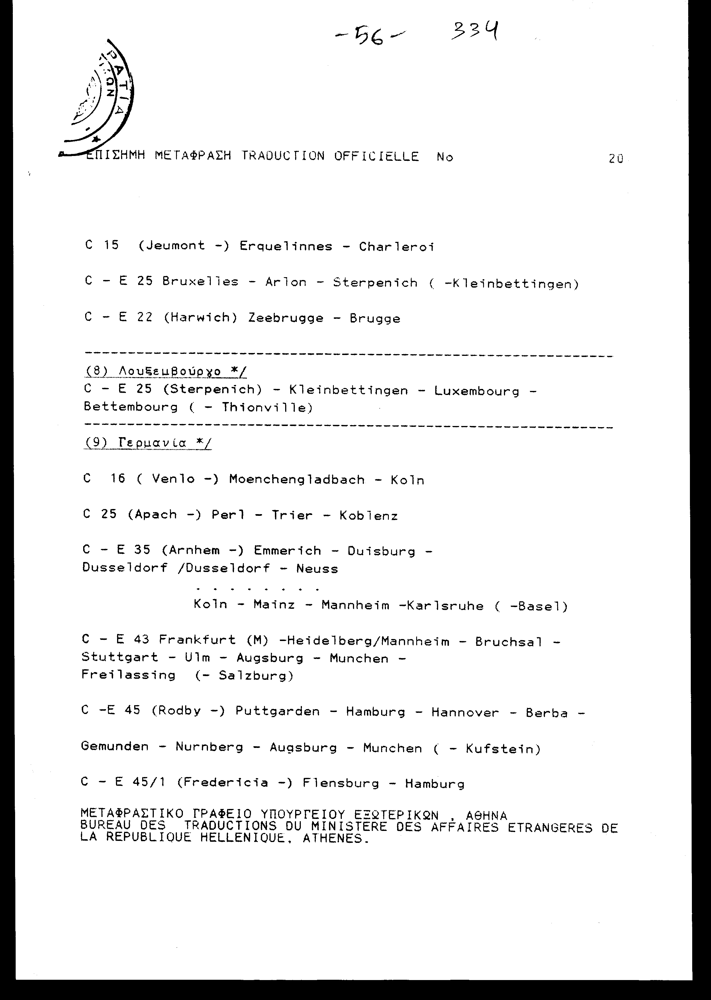 -56- 334
ΡΑΤΙΑ
ΙΚΩΝ
ΕΠΙΣΗΜΗ ΜΕΤΑΦΡΑΣΗ TRADUCTION OFFICIELLE No 20
C 15 (Jeumont -) Erquelinnes - Charleroi
C - E 25 Bruxelles - Arlon - Sterpenich ( -Kleinbettingen)
C - E 22 (Harwich) Zeebrugge - Brugge
--------------------------------------------------------------
(8) Λουξεμβούργο */
C - E 25 (Sterpenich) - Kleinbettingen - Luxembourg -
Bettembourg ( - Thionville)
--------------------------------------------------------------
(9) Γερμανία */
C 16 ( Venlo -) Moenchengladbach - Koln
C 25 (Apach -) Perl - Trier - Koblenz
C - E 35 (Arnhem -) Emmerich - Duisburg -
Dusseldorf /Dusseldorf - Neuss
. . . . . . . .
Koln - Mainz - Mannheim -Karlsruhe ( -Basel)
C - E 43 Frankfurt (M) -Heidelberg/Mannheim - Bruchsal -
Stuttgart - Ulm - Augsburg - Munchen -
Freilassing (- Salzburg)
C -E 45 (Rodby -) Puttgarden - Hamburg - Hannover - Berba -
Gemunden - Nurnberg - Augsburg - Munchen ( - Kufstein)
C - E 45/1 (Fredericia -) Flensburg - Hamburg
ΜΕΤΑΦΡΑΣΤΙΚΟ ΓΡΑΦΕΙΟ ΥΠΟΥΡΓΕΙΟΥ ΕΞΩΤΕΡΙΚΩΝ , ΑΘΗΝΑ
BUREAU DES TRADUCTIONS DU MINISTERE DES AFFAIRES ETRANGERES DE
LA REPUBLIQUE HELLENIQUE, ATHENES.